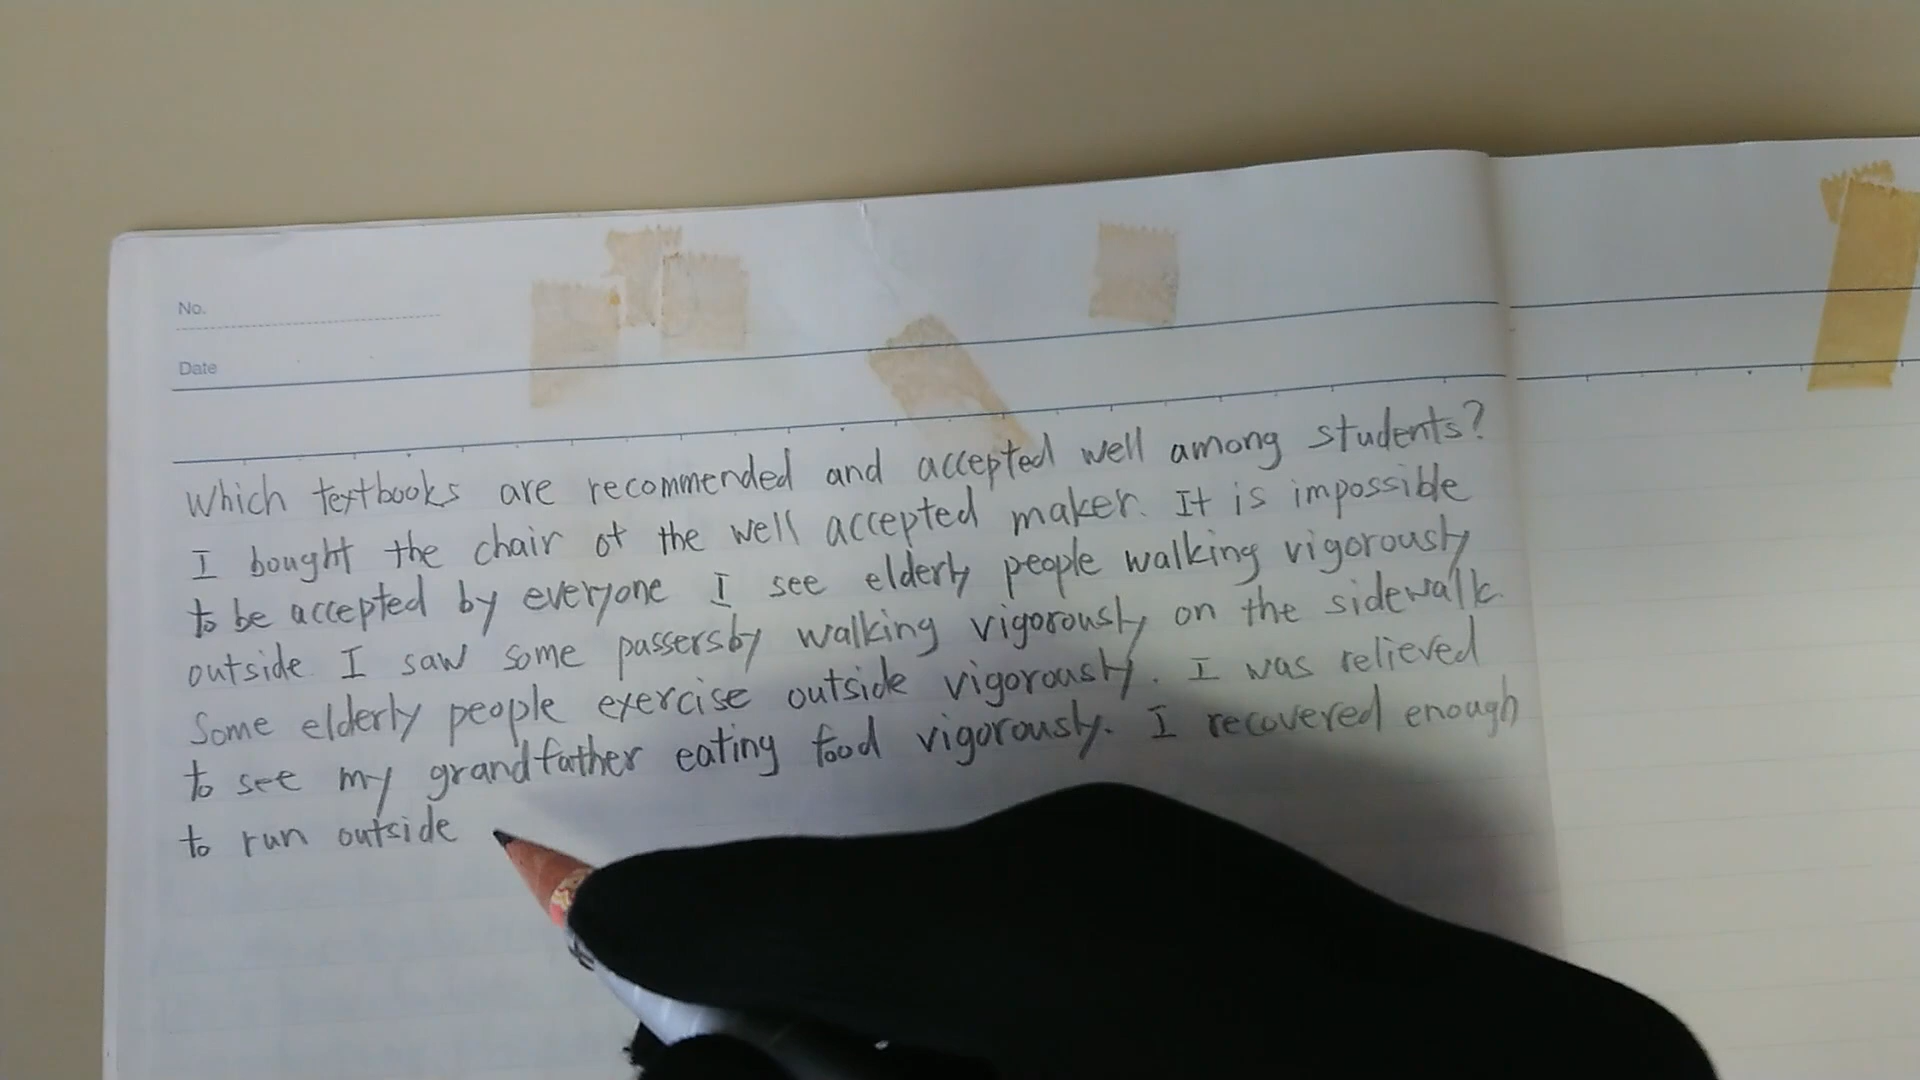 No.
Date
Which textbooks are recommended and accepted well among students?
I bought the chair of the well accepted maker. It is impossible
to be accepted by everyone I see elderly people walking vigorously
outside I saw some passersby walking vigorously on the sidewalk.
Some elderly people exercise outside vigorously. I was relieved
to see my grandfather eating food vigorously. I recovered enough
to run outside